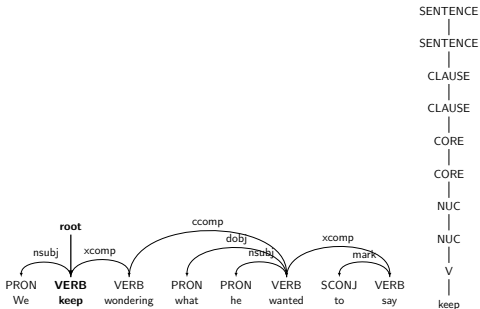 SENTENCE
SENTENCE
CLAUSE
CLAUSE
CORE
CORE
NUC
NUC
V
keep
root
ccomp
nsubj xcomp dobj nsubj xcomp mark
PRON VERB VERB PRON PRON VERB SCONJ VERB
We keep wondering what he wanted to say